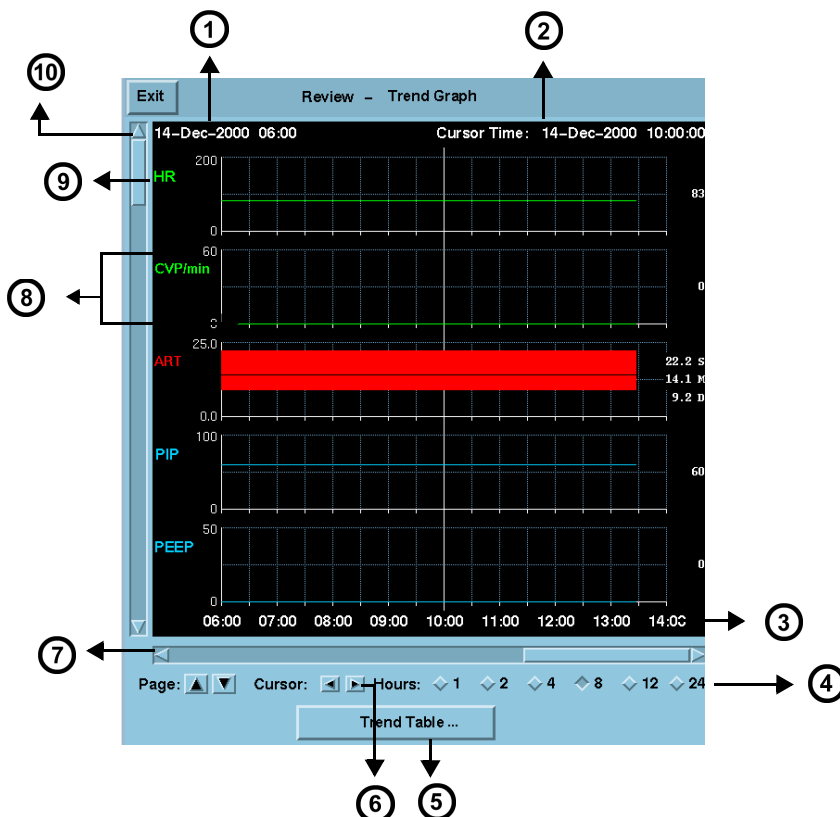 1
2
10
Exit
Review – Trend Graph
14–Dec–2000 06:00
Cursor Time: 14–Dec–2000 10:00:00
200
HR
9
83
0
60
CVP/min
8
0
25.0
ART
22.2 S
14.1 M
9.2 D
0.0
100
PIP
60
0
50
PEEP
0
0
06:00 07:00 08:00 09:00 10:00 11:00 12:00 13:00 14:00
3
7
Page: Cursor: Hours: 1 2 4 8 12 24
4
Trend Table ...
6
5